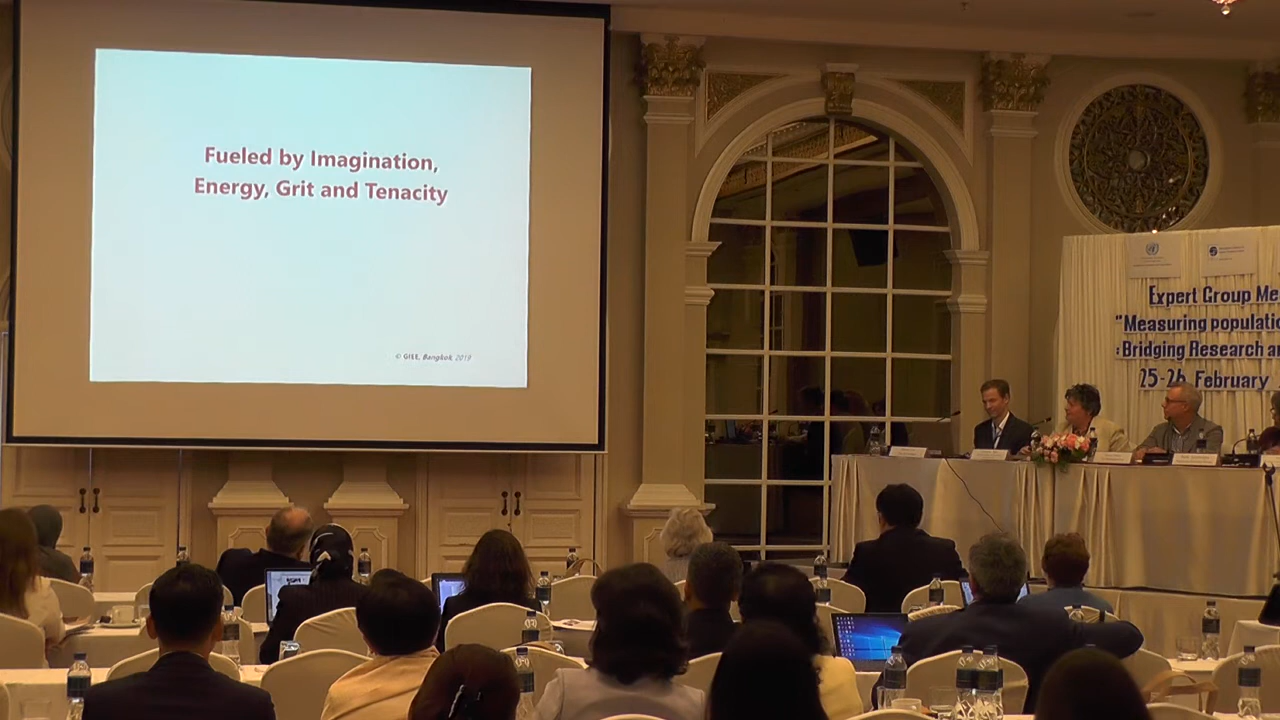 Fueled by Imagination,
Energy, Grit and Tenacity
© GIEE, Bangkok, 2019
Expert Group Me
"Measuring populatio
: Bridging Research an
25-26 February